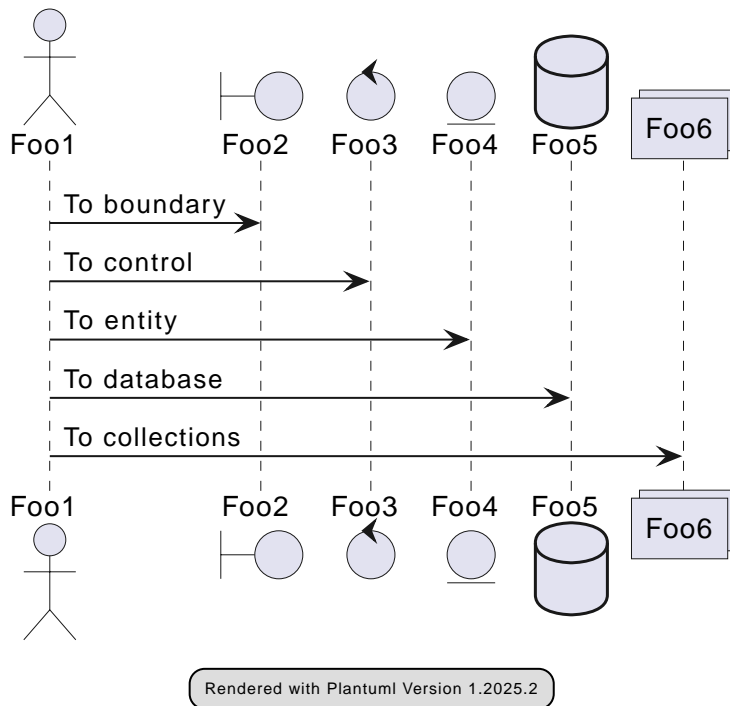 Foo1 Foo2 Foo3 Foo4 Foo5 Foo6
To boundary
To control
To entity
To database
To collections
Foo1 Foo2 Foo3 Foo4 Foo5 Foo6
Rendered with Plantuml Version 1.2025.2